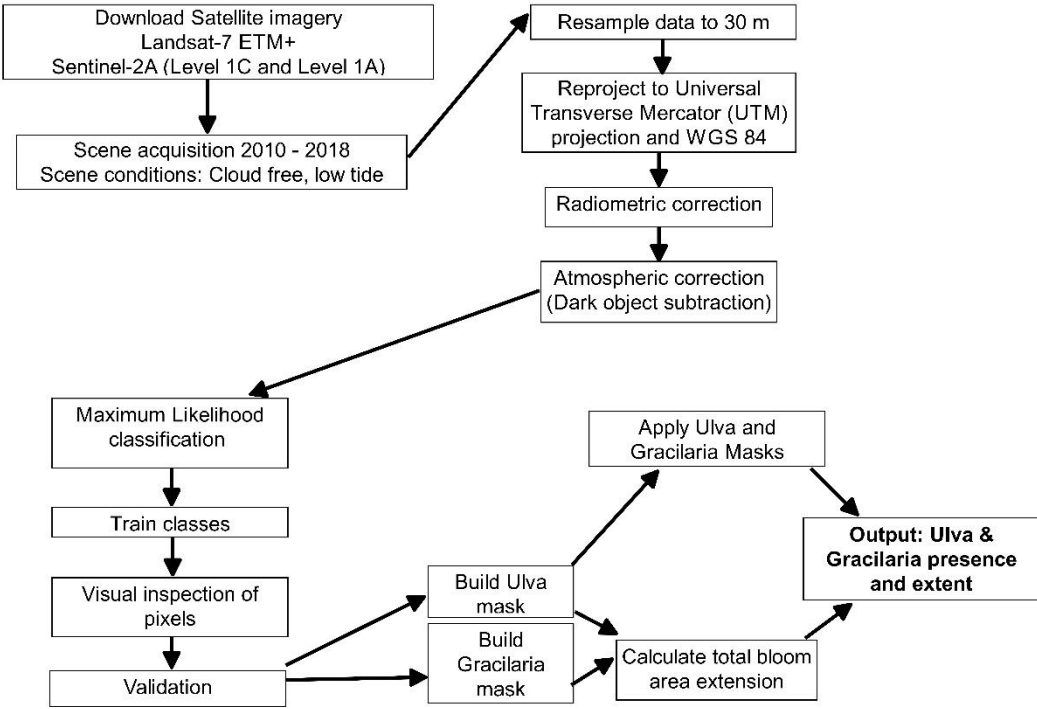 Download Satellite imagery
Landsat-7 ETM+
Sentinel-2A (Level 1C and Level 1A)
Scene acquisition 2010 - 2018
Scene conditions: Cloud free, low tide
Resample data to 30 m
Reproject to Universal
Transverse Mercator (UTM)
projection and WGS 84
Radiometric correction
Atmospheric correction
(Dark object subtraction)
Maximum Likelihood
classification
Train classes
Visual inspection of
pixels
Validation
Build Ulva
mask
Build
Gracilaria
mask
Apply Ulva and
Gracilaria Masks
Calculate total bloom
area extension
Output: Ulva &
Gracilaria presence
and extent